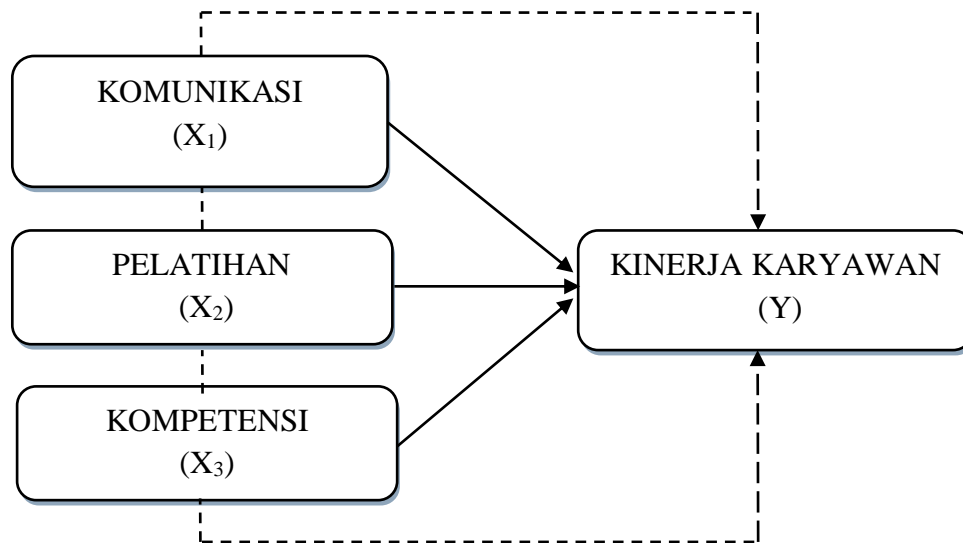 KOMUNIKASI
(X₁)
PELATIHAN
(X₂)
KOMPETENSI
(X₃)
KINERJA KARYAWAN
(Y)